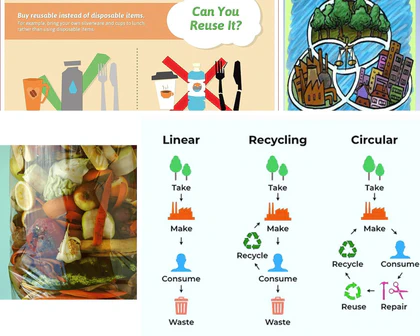 Buy reusable instead of disposable items.
For example, bring your own silverware and cups to lunch
rather than using disposable items.
Can You
Reuse It?
Linear
Recycling
Circular
Take
Take
Take
Make
Make
Make
Recycle
Recycle
Consume
Consume
Consume
Reuse
Repair
Waste
Waste